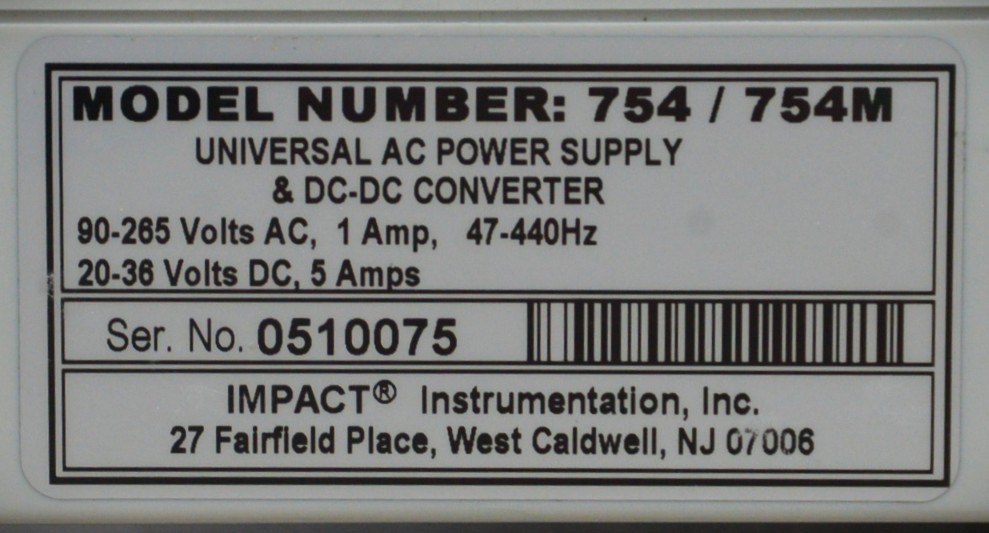 MODEL NUMBER: 754 / 754M
UNIVERSAL AC POWER SUPPLY
& DC-DC CONVERTER
90-265 Volts AC, 1 Amp, 47-440Hz
20-36 Volts DC, 5 Amps
Ser. No. 0510075
IMPACT® Instrumentation, Inc.
27 Fairfield Place, West Caldwell, NJ 07006